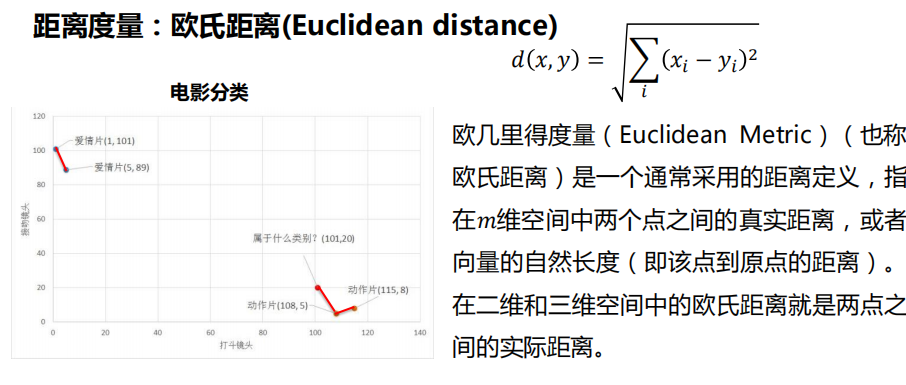 距离度量：欧氏距离(Euclidean distance)
d(x, y) = √∑i(xi − yi)2
电影分类
120
100
80
60
40
20
0
0 20 40 60 80 100 120 140
接吻镜头
打斗镜头
爱情片(1, 101)
爱情片(5, 89)
属于什么类别？(101,20)
动作片(108, 5)
动作片(115, 8)
欧几里得度量（Euclidean Metric）（也称
欧氏距离）是一个通常采用的距离定义，指
在m维空间中两个点之间的真实距离，或者
向量的自然长度（即该点到原点的距离）。
在二维和三维空间中的欧氏距离就是两点之
间的实际距离。